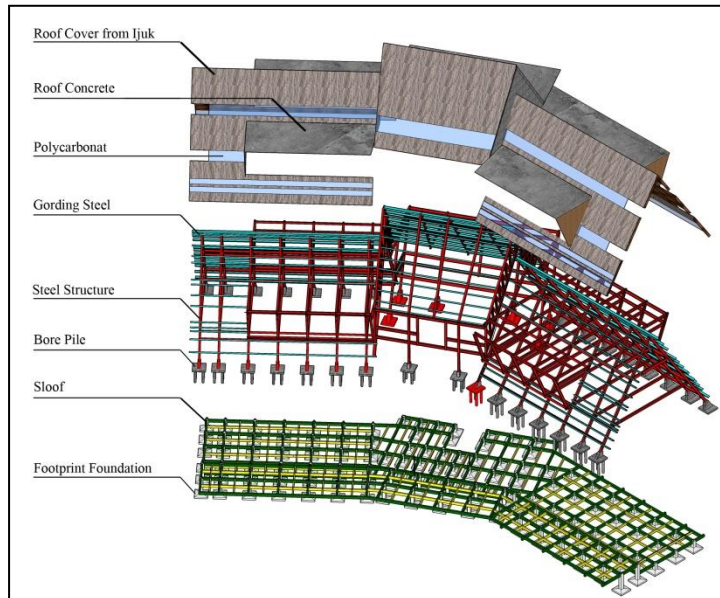 Roof Cover from Ijuk
Roof Concrete
Polycarbonat
Gording Steel
Steel Structure
Bore Pile
Sloof
Footprint Foundation